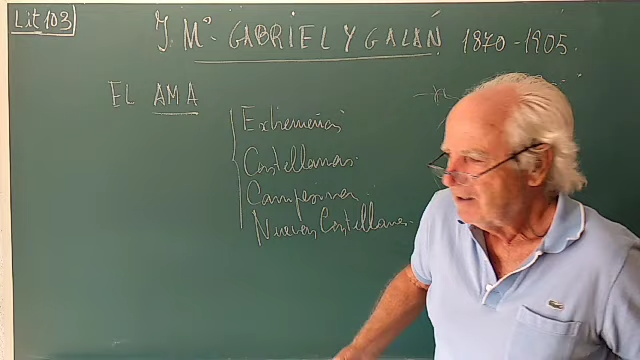 Lit 103
J. Mª GABRIEL Y GALÁN 1870-1905.
EL AMA
Extremeñas
Castellanas
Campesinas
Nuevas Castellanas